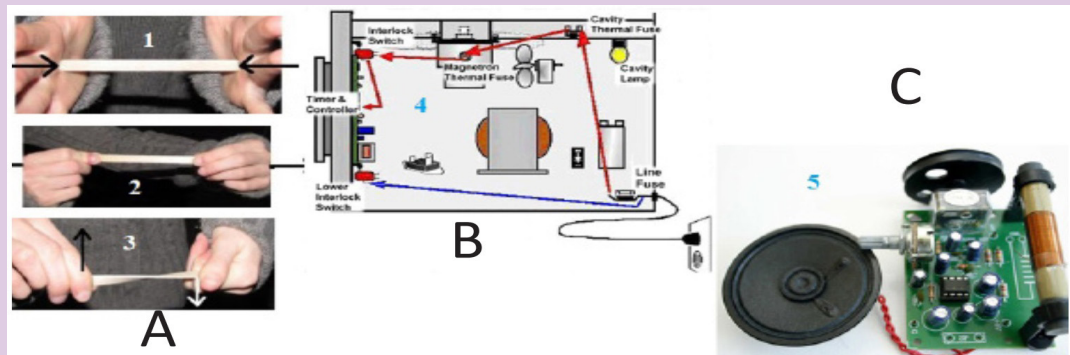 1
2
3
A
Interlock
Switch
Cavity
Thermal Fuse
Magnetron
Thermal Fuse
Cavity
Lamp
Timer &
Controller
4
Lower
Interlock
Switch
Line
Fuse
B
C
5